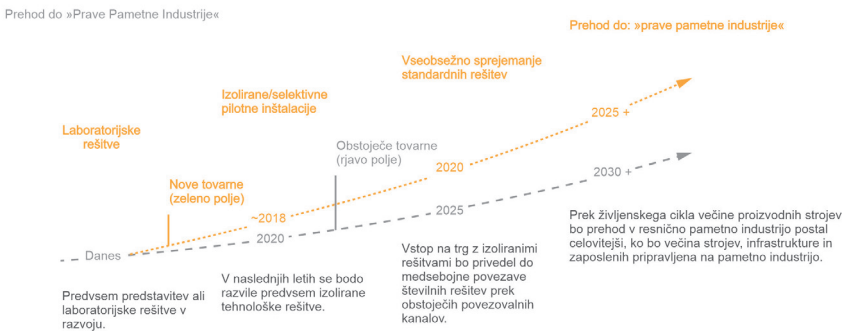 Prehod do »Prave Pametne Industrije«
Prehod do: »prave pametne industrije«
Vseobsežno sprejemanje
standardnih rešitev
Izolirane/selektivne
pilotne inštalacije
Laboratorijske
rešitve
Obstoječe tovarne
(rjavo polje)
Nove tovarne
(zeleno polje)
2025 +
2020
~2018
2030 +
2025
2020
Danes
Predvsem predstavitev ali
laboratorijske rešitve v
razvoju.
V naslednjih letih se bodo
razvile predvsem izolirane
tehnološke rešitve.
Vstop na trg z izoliranimi
rešitvami bo privedel do
medsebojne povezave
številnih rešitev prek
obstoječih povezovalnih
kanalov.
Prek življenskega cikla večine proizvodnih strojev
bo prehod v resnično pametno industrijo postal
celovitejši, ko bo večina strojev, infrastrukture in
zaposlenih pripravljena na pametno industrijo.